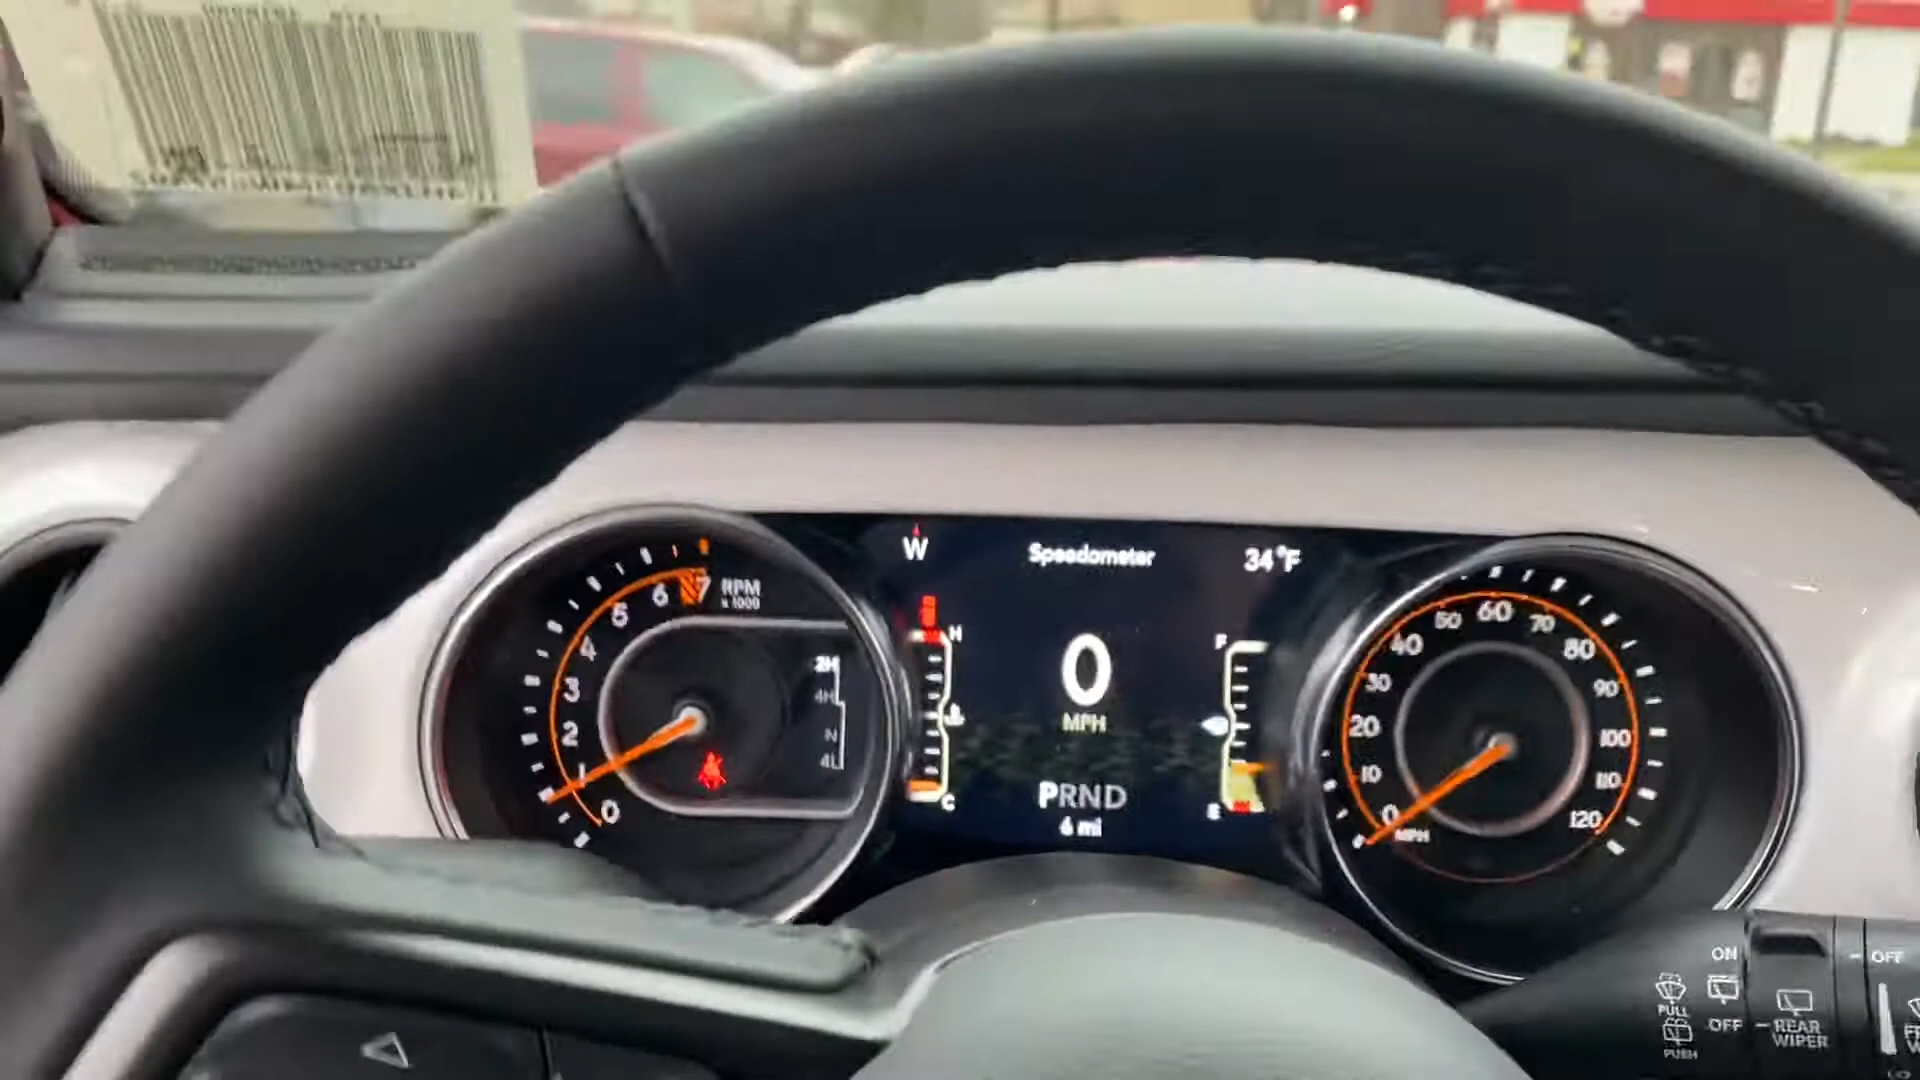 W
Speedometer
34°F
7
RPM
x 1000
6
5
4
3
2
1
0
2H
4H
N
4L
H
C
0
MPH
PRND
6 mi
F
E
0
10
20
30
40
50
60
70
80
90
100
110
120
MPH
ON
OFF
PULL
OFF
REAR
WIPER
PUSH
LO